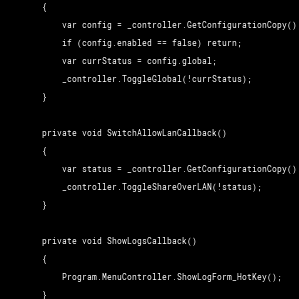 {
var config = _controller.GetConfigurationCopy()
if (config.enabled == false) return;
var currStatus = config.global;
_controller.ToggleGlobal(!currStatus);
}
private void SwitchAllowLanCallback()
{
var status = _controller.GetConfigurationCopy()
_controller.ToggleShareOverLAN(!status);
}
private void ShowLogsCallback()
{
Program.MenuController.ShowLogForm_HotKey();
}